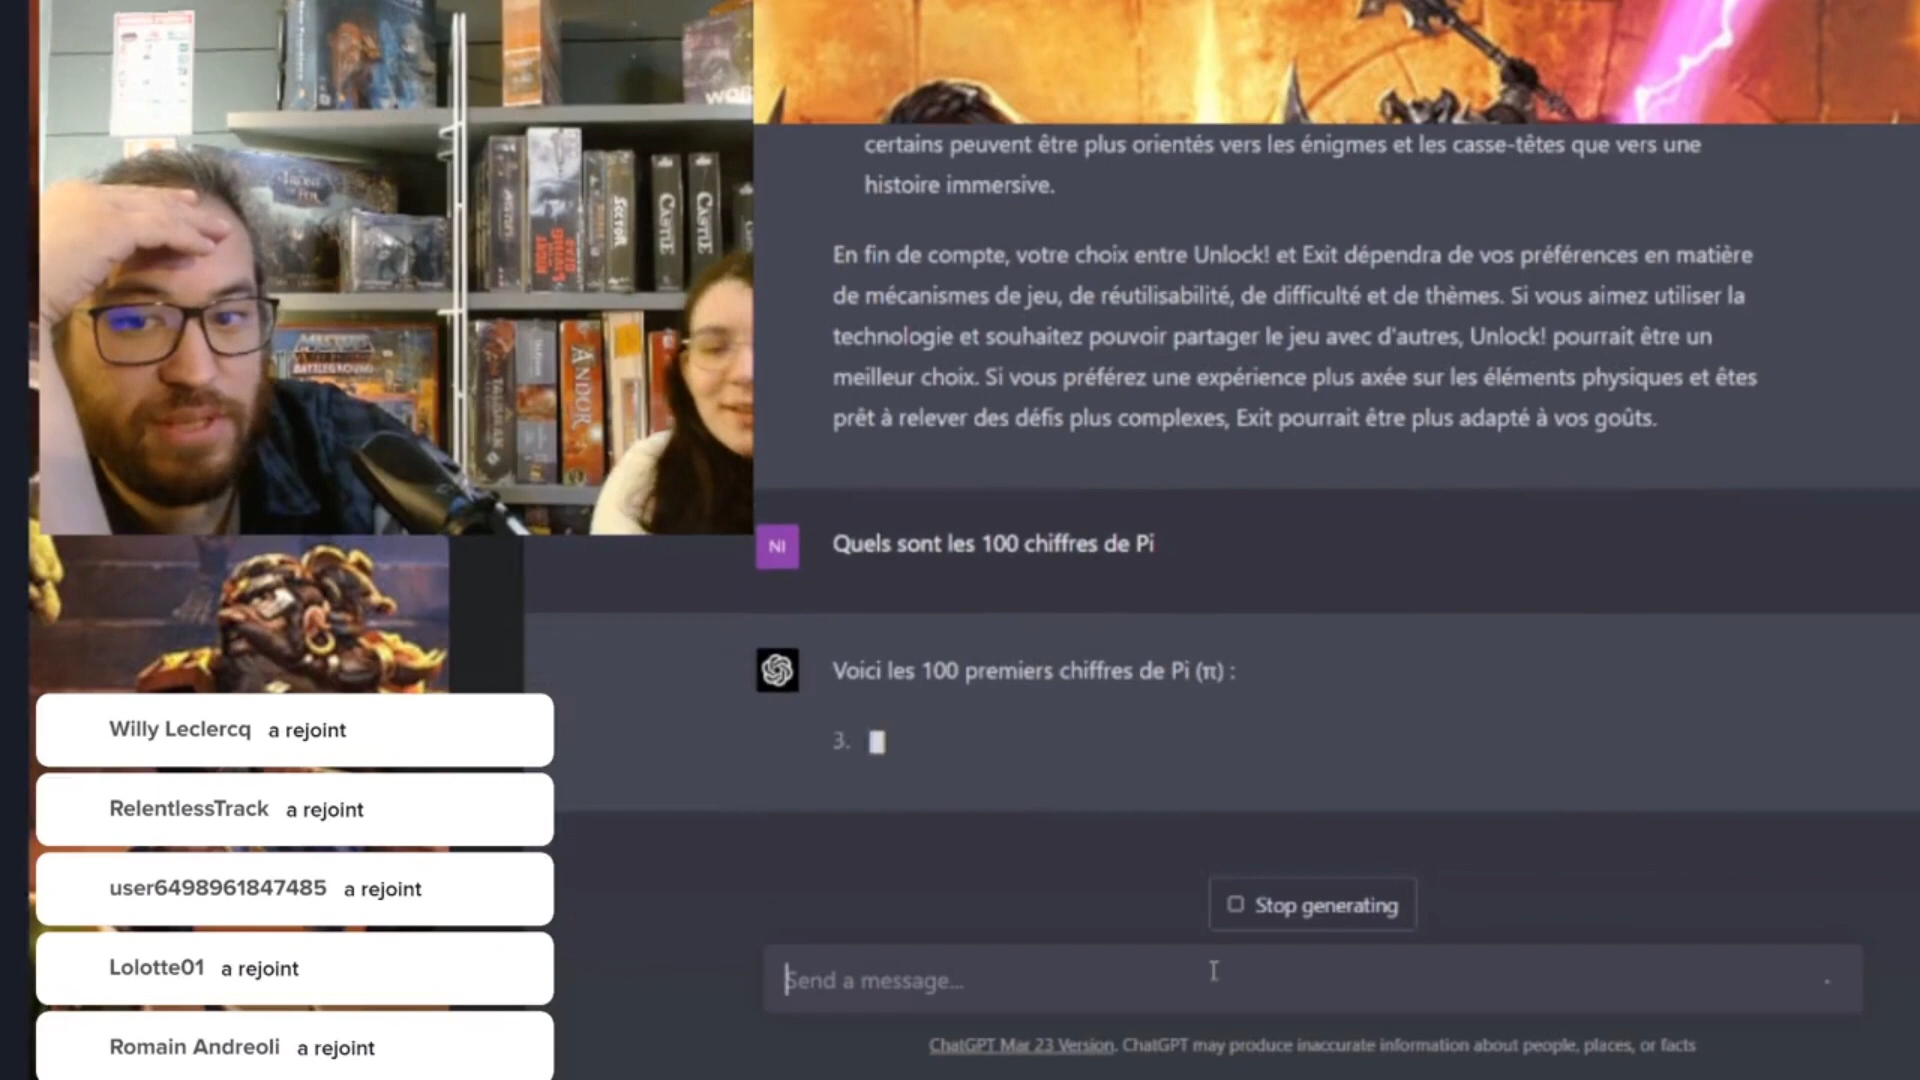 certains peuvent être plus orientés vers les énigmes et les casse-têtes que vers une
histoire immersive.
En fin de compte, votre choix entre Unlock! et Exit dépendra de vos préférences en matière
de mécanismes de jeu, de réutilisabilité, de difficulté et de thèmes. Si vous aimez utiliser la
technologie et souhaitez pouvoir partager le jeu avec d'autres, Unlock! pourrait être un
meilleur choix. Si vous préférez une expérience plus axée sur les éléments physiques et êtes
prêt à relever des défis plus complexes, Exit pourrait être plus adapté à vos goûts.
NI
Quels sont les 100 chiffres de Pi
Voici les 100 premiers chiffres de Pi (π) :
3.
Stop generating
Send a message...
ChatGPT Mar 23 Version. ChatGPT may produce inaccurate information about people, places, or facts
SECTOR
CASTLE
CASTLE
MASTERS
BATTLEGROUND
TALISMAN
ANDOR
Willy Leclercq a rejoint
RelentlessTrack a rejoint
user6498961847485 a rejoint
Lolotte01 a rejoint
Romain Andreoli a rejoint